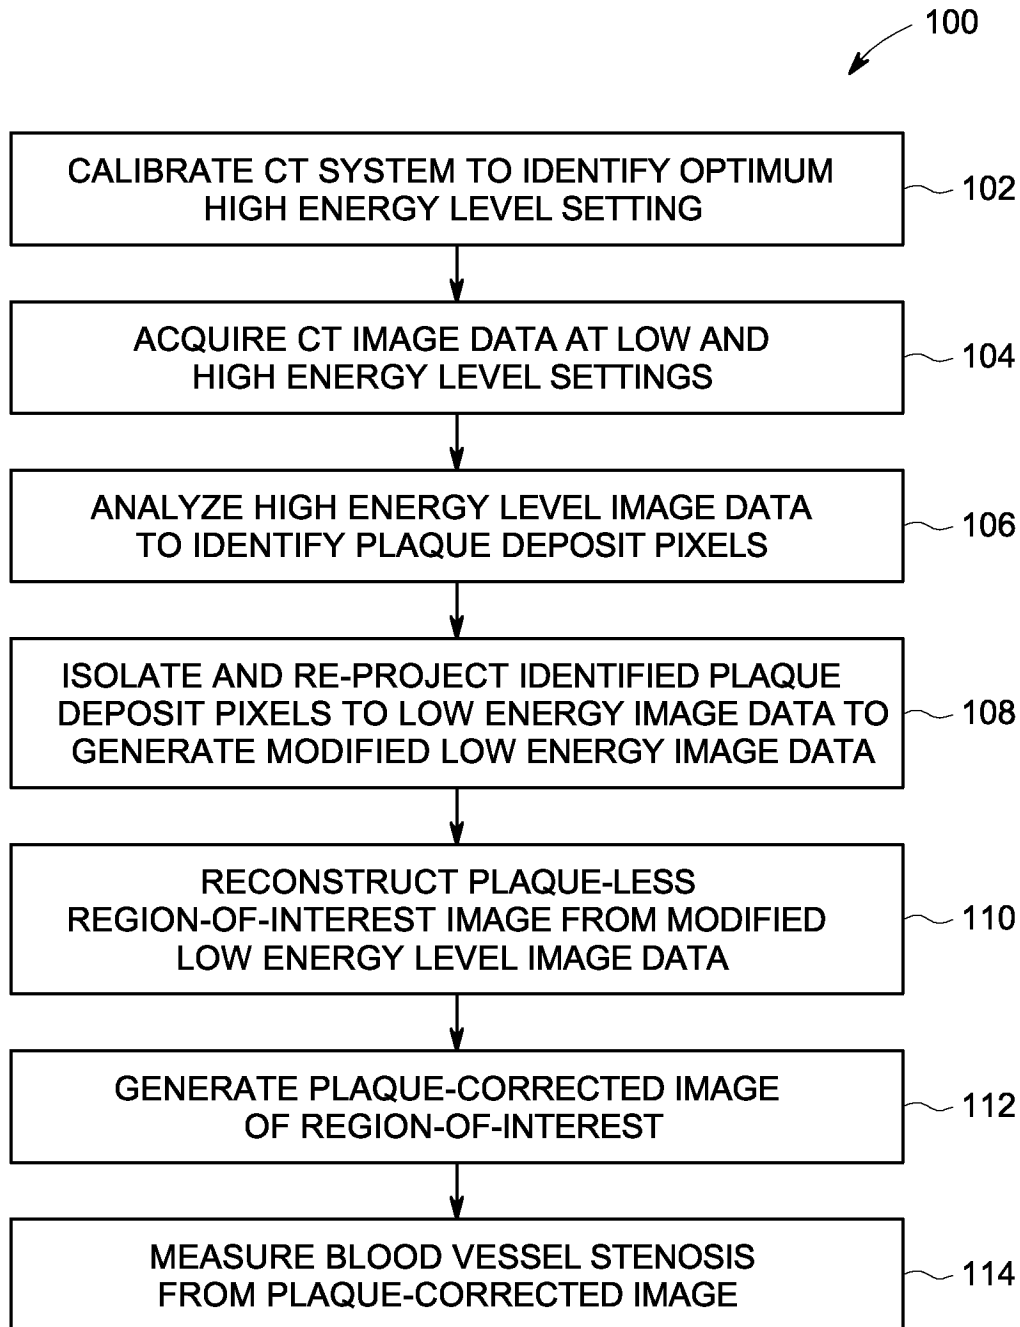 100
CALIBRATE CT SYSTEM TO IDENTIFY OPTIMUM
HIGH ENERGY LEVEL SETTING
102
ACQUIRE CT IMAGE DATA AT LOW AND
HIGH ENERGY LEVEL SETTINGS
104
ANALYZE HIGH ENERGY LEVEL IMAGE DATA
TO IDENTIFY PLAQUE DEPOSIT PIXELS
106
ISOLATE AND RE-PROJECT IDENTIFIED PLAQUE
DEPOSIT PIXELS TO LOW ENERGY IMAGE DATA TO
GENERATE MODIFIED LOW ENERGY IMAGE DATA
108
RECONSTRUCT PLAQUE-LESS
REGION-OF-INTEREST IMAGE FROM MODIFIED
LOW ENERGY LEVEL IMAGE DATA
110
GENERATE PLAQUE-CORRECTED IMAGE
OF REGION-OF-INTEREST
112
MEASURE BLOOD VESSEL STENOSIS
FROM PLAQUE-CORRECTED IMAGE
114